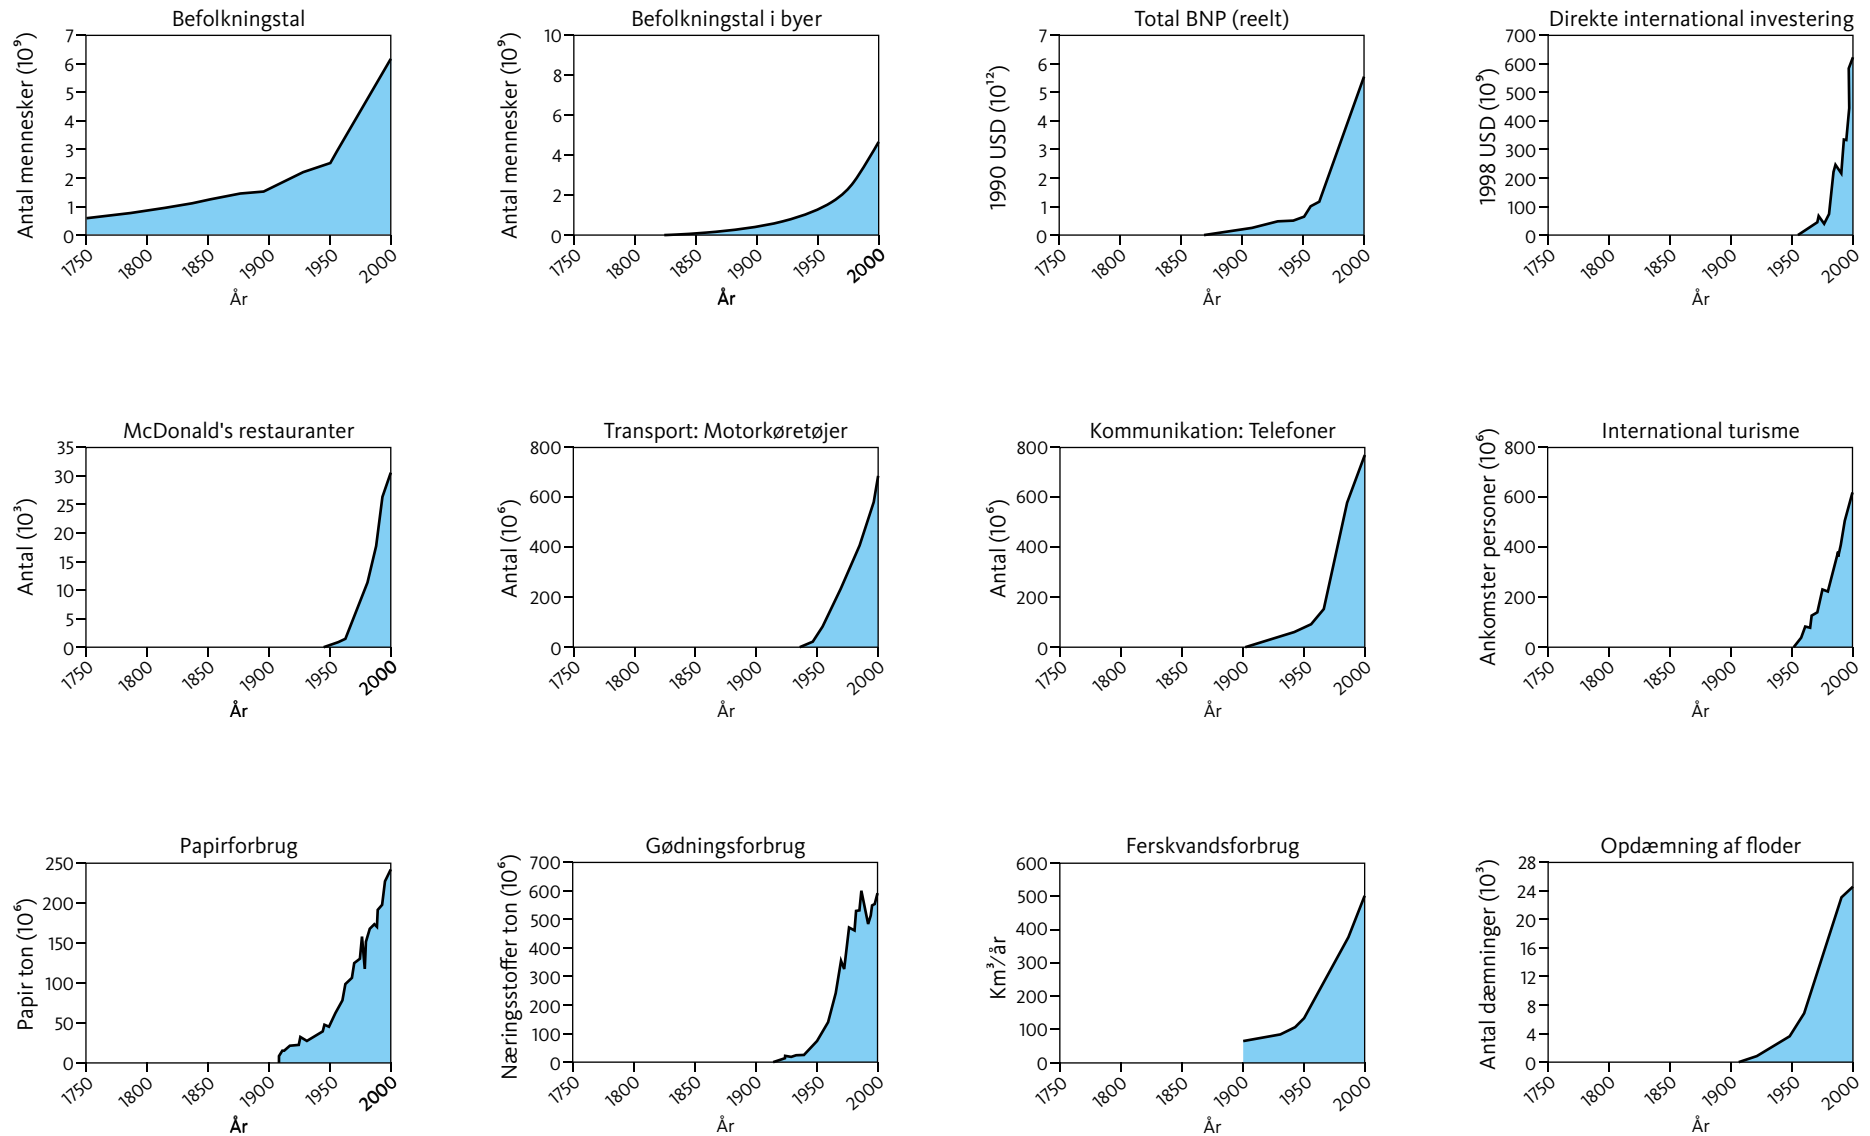 Befolkningstal
Antal mennesker (10⁹)
7
6
5
4
3
2
1
0
1750 1800 1850 1900 1950 2000
År
Befolkningstal i byer
Antal mennesker (10⁹)
10
8
6
4
2
0
1750 1800 1850 1900 1950 2000
År
Total BNP (reelt)
1990 USD (10¹²)
7
6
5
4
3
2
1
0
1750 1800 1850 1900 1950 2000
År
Direkte international investering
1998 USD (10⁹)
700
600
500
400
300
200
100
0
1750 1800 1850 1900 1950 2000
År
McDonald's restauranter
Antal (10³)
35
30
25
20
15
10
5
0
1750 1800 1850 1900 1950 2000
År
Transport: Motorkøretøjer
Antal (10⁶)
800
600
400
200
0
1750 1800 1850 1900 1950 2000
År
Kommunikation: Telefoner
Antal (10⁶)
800
600
400
200
0
1750 1800 1850 1900 1950 2000
År
International turisme
Ankomster personer (10⁶)
800
600
400
200
0
1750 1800 1850 1900 1950 2000
År
Papirforbrug
Papir ton (10⁶)
250
200
150
100
50
0
1750 1800 1850 1900 1950 2000
År
Gødningsforbrug
Næringsstoffer ton (10⁶)
700
600
500
400
300
200
100
0
1750 1800 1850 1900 1950 2000
År
Ferskvandsforbrug
Km³/år
600
500
400
300
200
100
0
1750 1800 1850 1900 1950 2000
År
Opdæmning af floder
Antal dæmninger (10³)
28
24
20
16
12
8
4
0
1750 1800 1850 1900 1950 2000
År